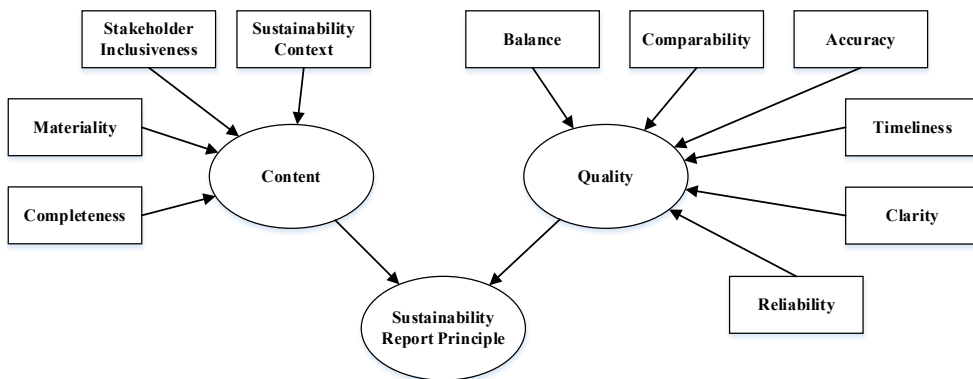 Stakeholder
Inclusiveness
Sustainability
Context
Balance
Comparability
Accuracy
Materiality
Timeliness
Content
Quality
Completeness
Clarity
Reliability
Sustainability
Report Principle